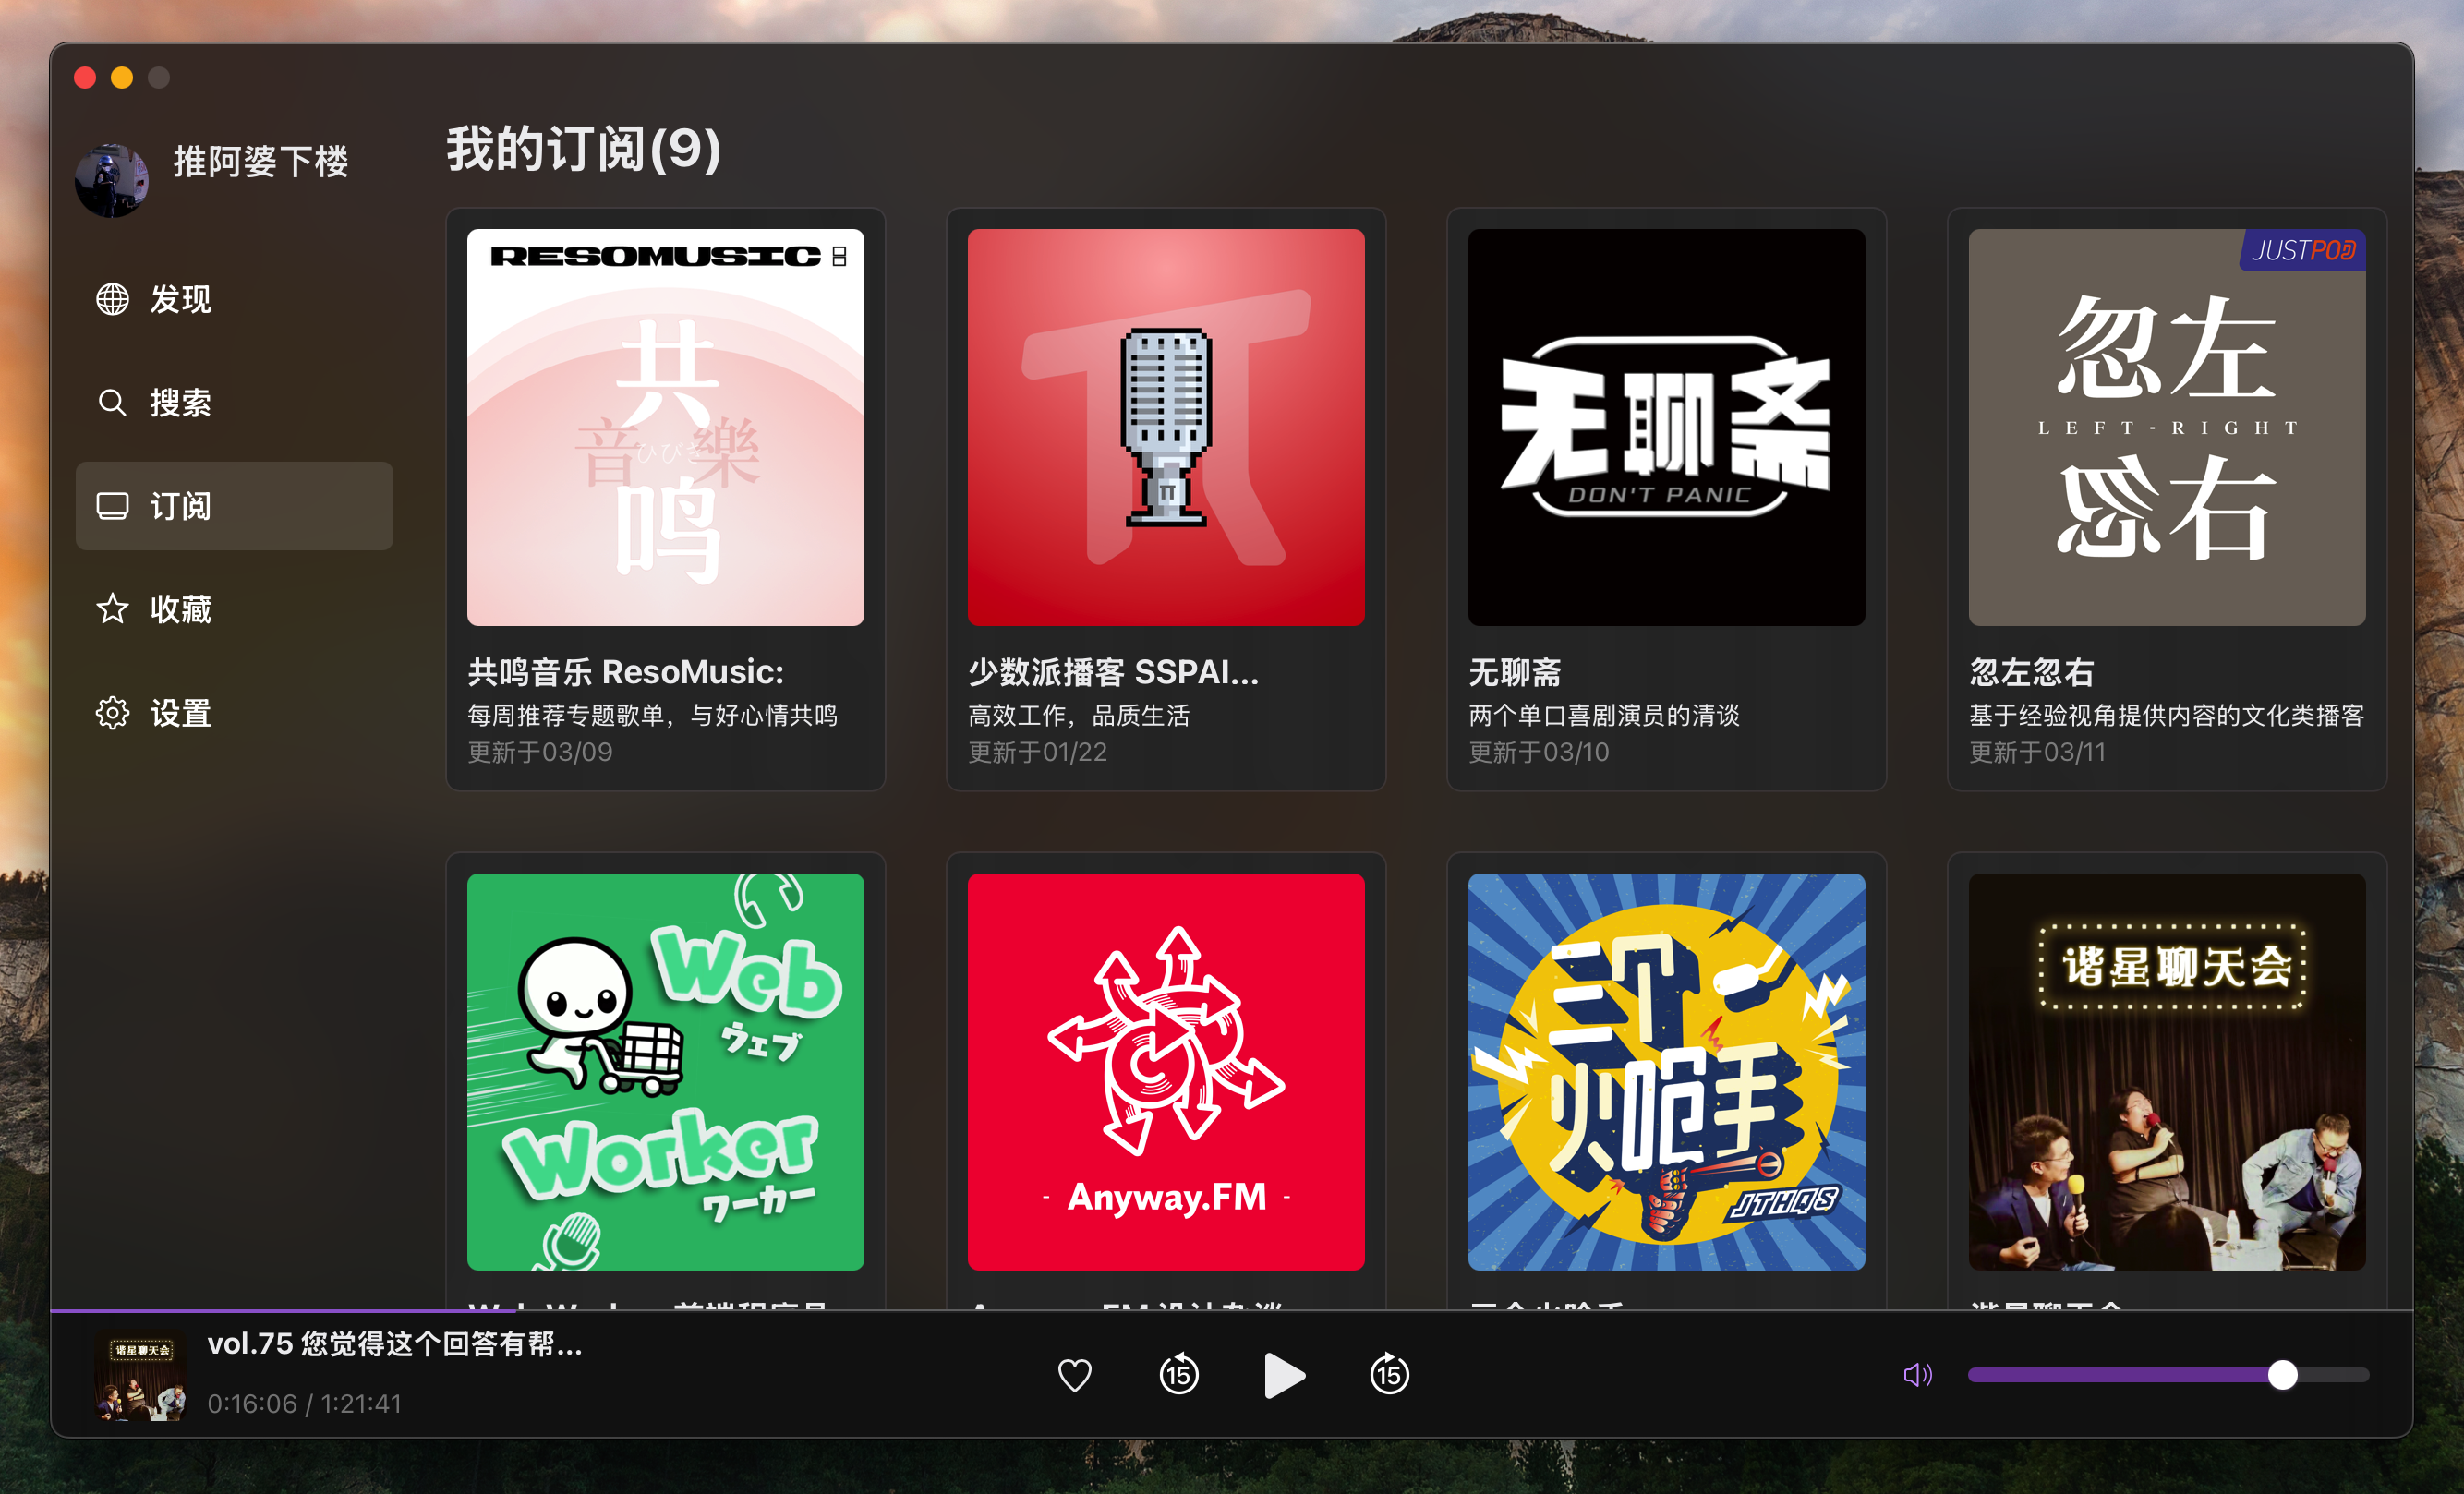 推阿婆下楼
发现
搜索
订阅
收藏
设置
我的订阅(9)
RESOMUSIC
共
音樂
ひびき
鸣
共鸣音乐 ResoMusic:
每周推荐专题歌单，与好心情共鸣
更新于03/09
少数派播客 SSPAI...
高效工作，品质生活
更新于01/22
无聊斋
DON'T PANIC
无聊斋
两个单口喜剧演员的清谈
更新于03/10
JUSTPOD
忽左
LEFT-RIGHT
忽右
忽左忽右
基于经验视角提供内容的文化类播客
更新于03/11
Web
ウェブ
Worker
ワーカー
- Anyway.FM -
三个
火呛手
JTHQS
谐星聊天会
谐星聊天会
vol.75 您觉得这个回答有帮...
0:16:06 / 1:21:41
15
15